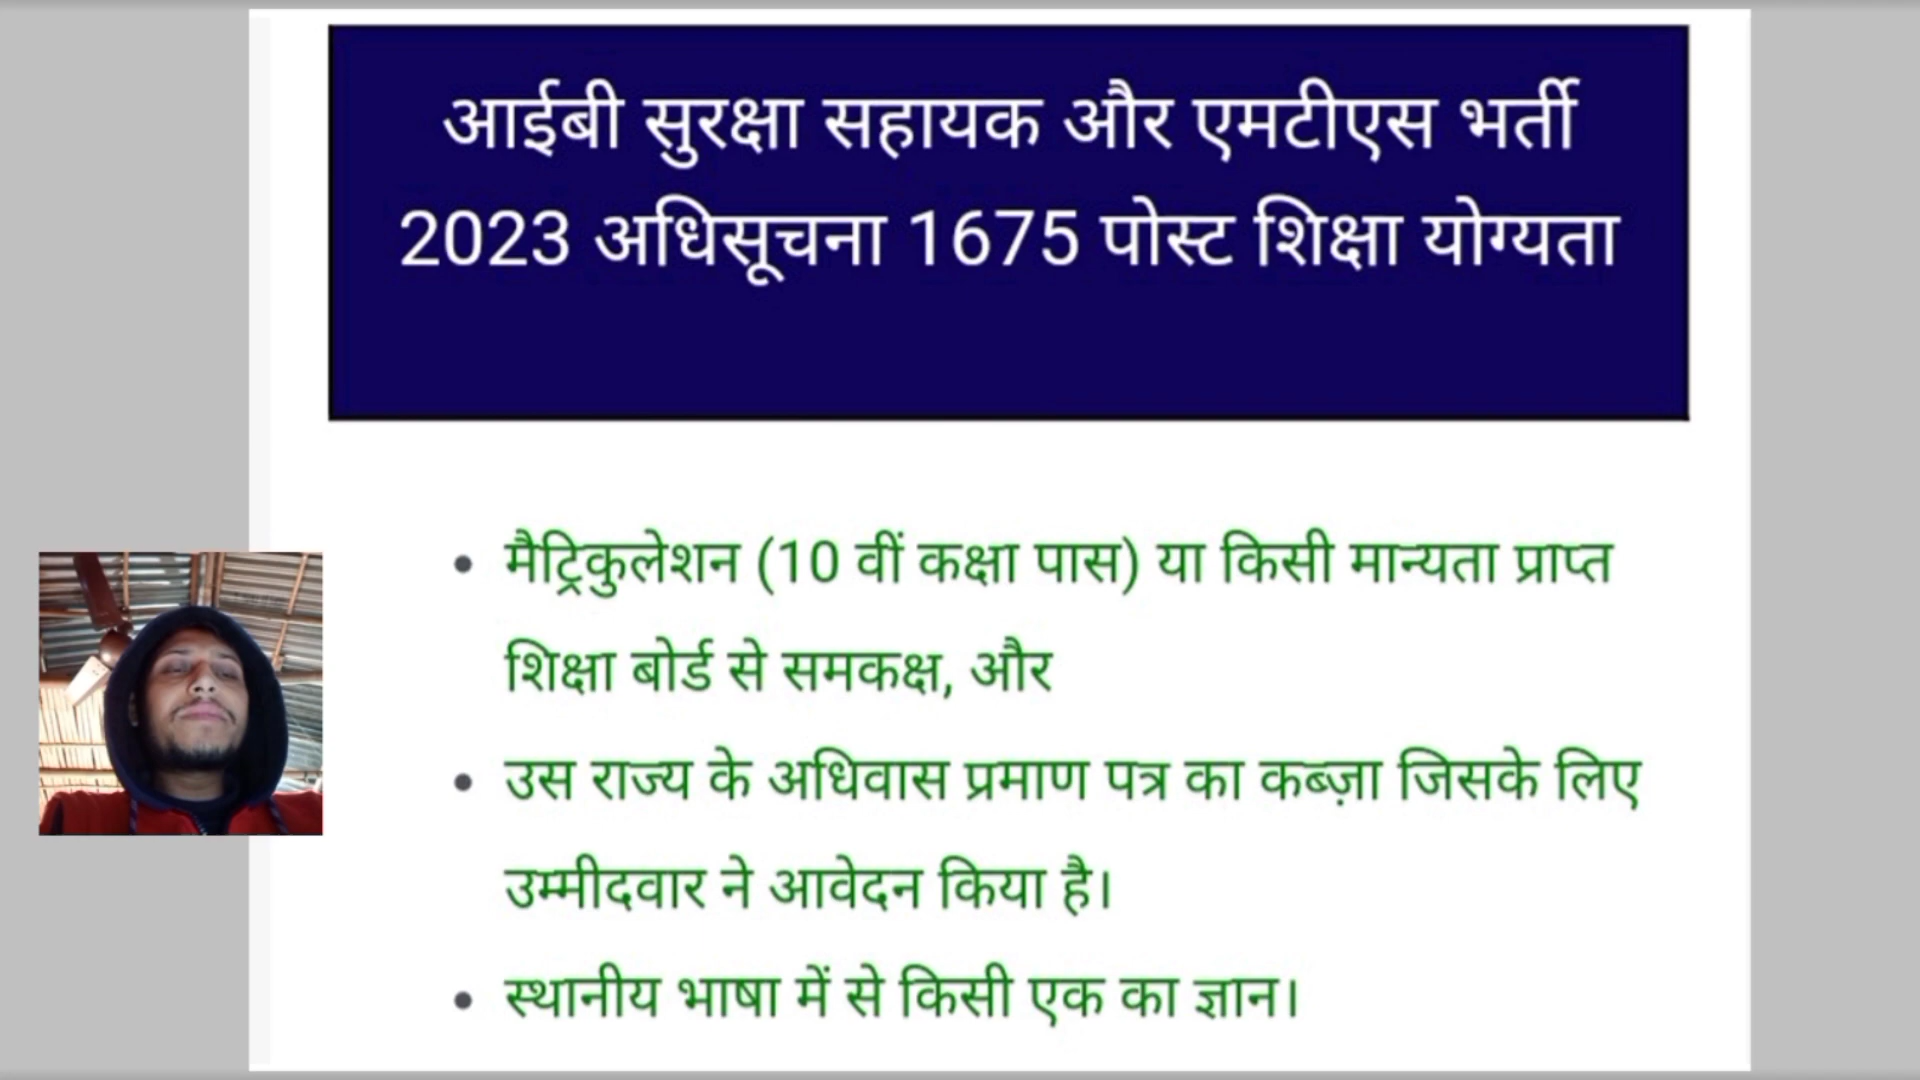 आईबी सुरक्षा सहायक और एमटीएस भर्ती
2023 अधिसूचना 1675 पोस्ट शिक्षा योग्यता
• मैट्रिकुलेशन (10 वीं कक्षा पास) या किसी मान्यता प्राप्त
शिक्षा बोर्ड से समकक्ष, और
• उस राज्य के अधिवास प्रमाण पत्र का कब्ज़ा जिसके लिए
उम्मीदवार ने आवेदन किया है।
• स्थानीय भाषा में से किसी एक का ज्ञान।